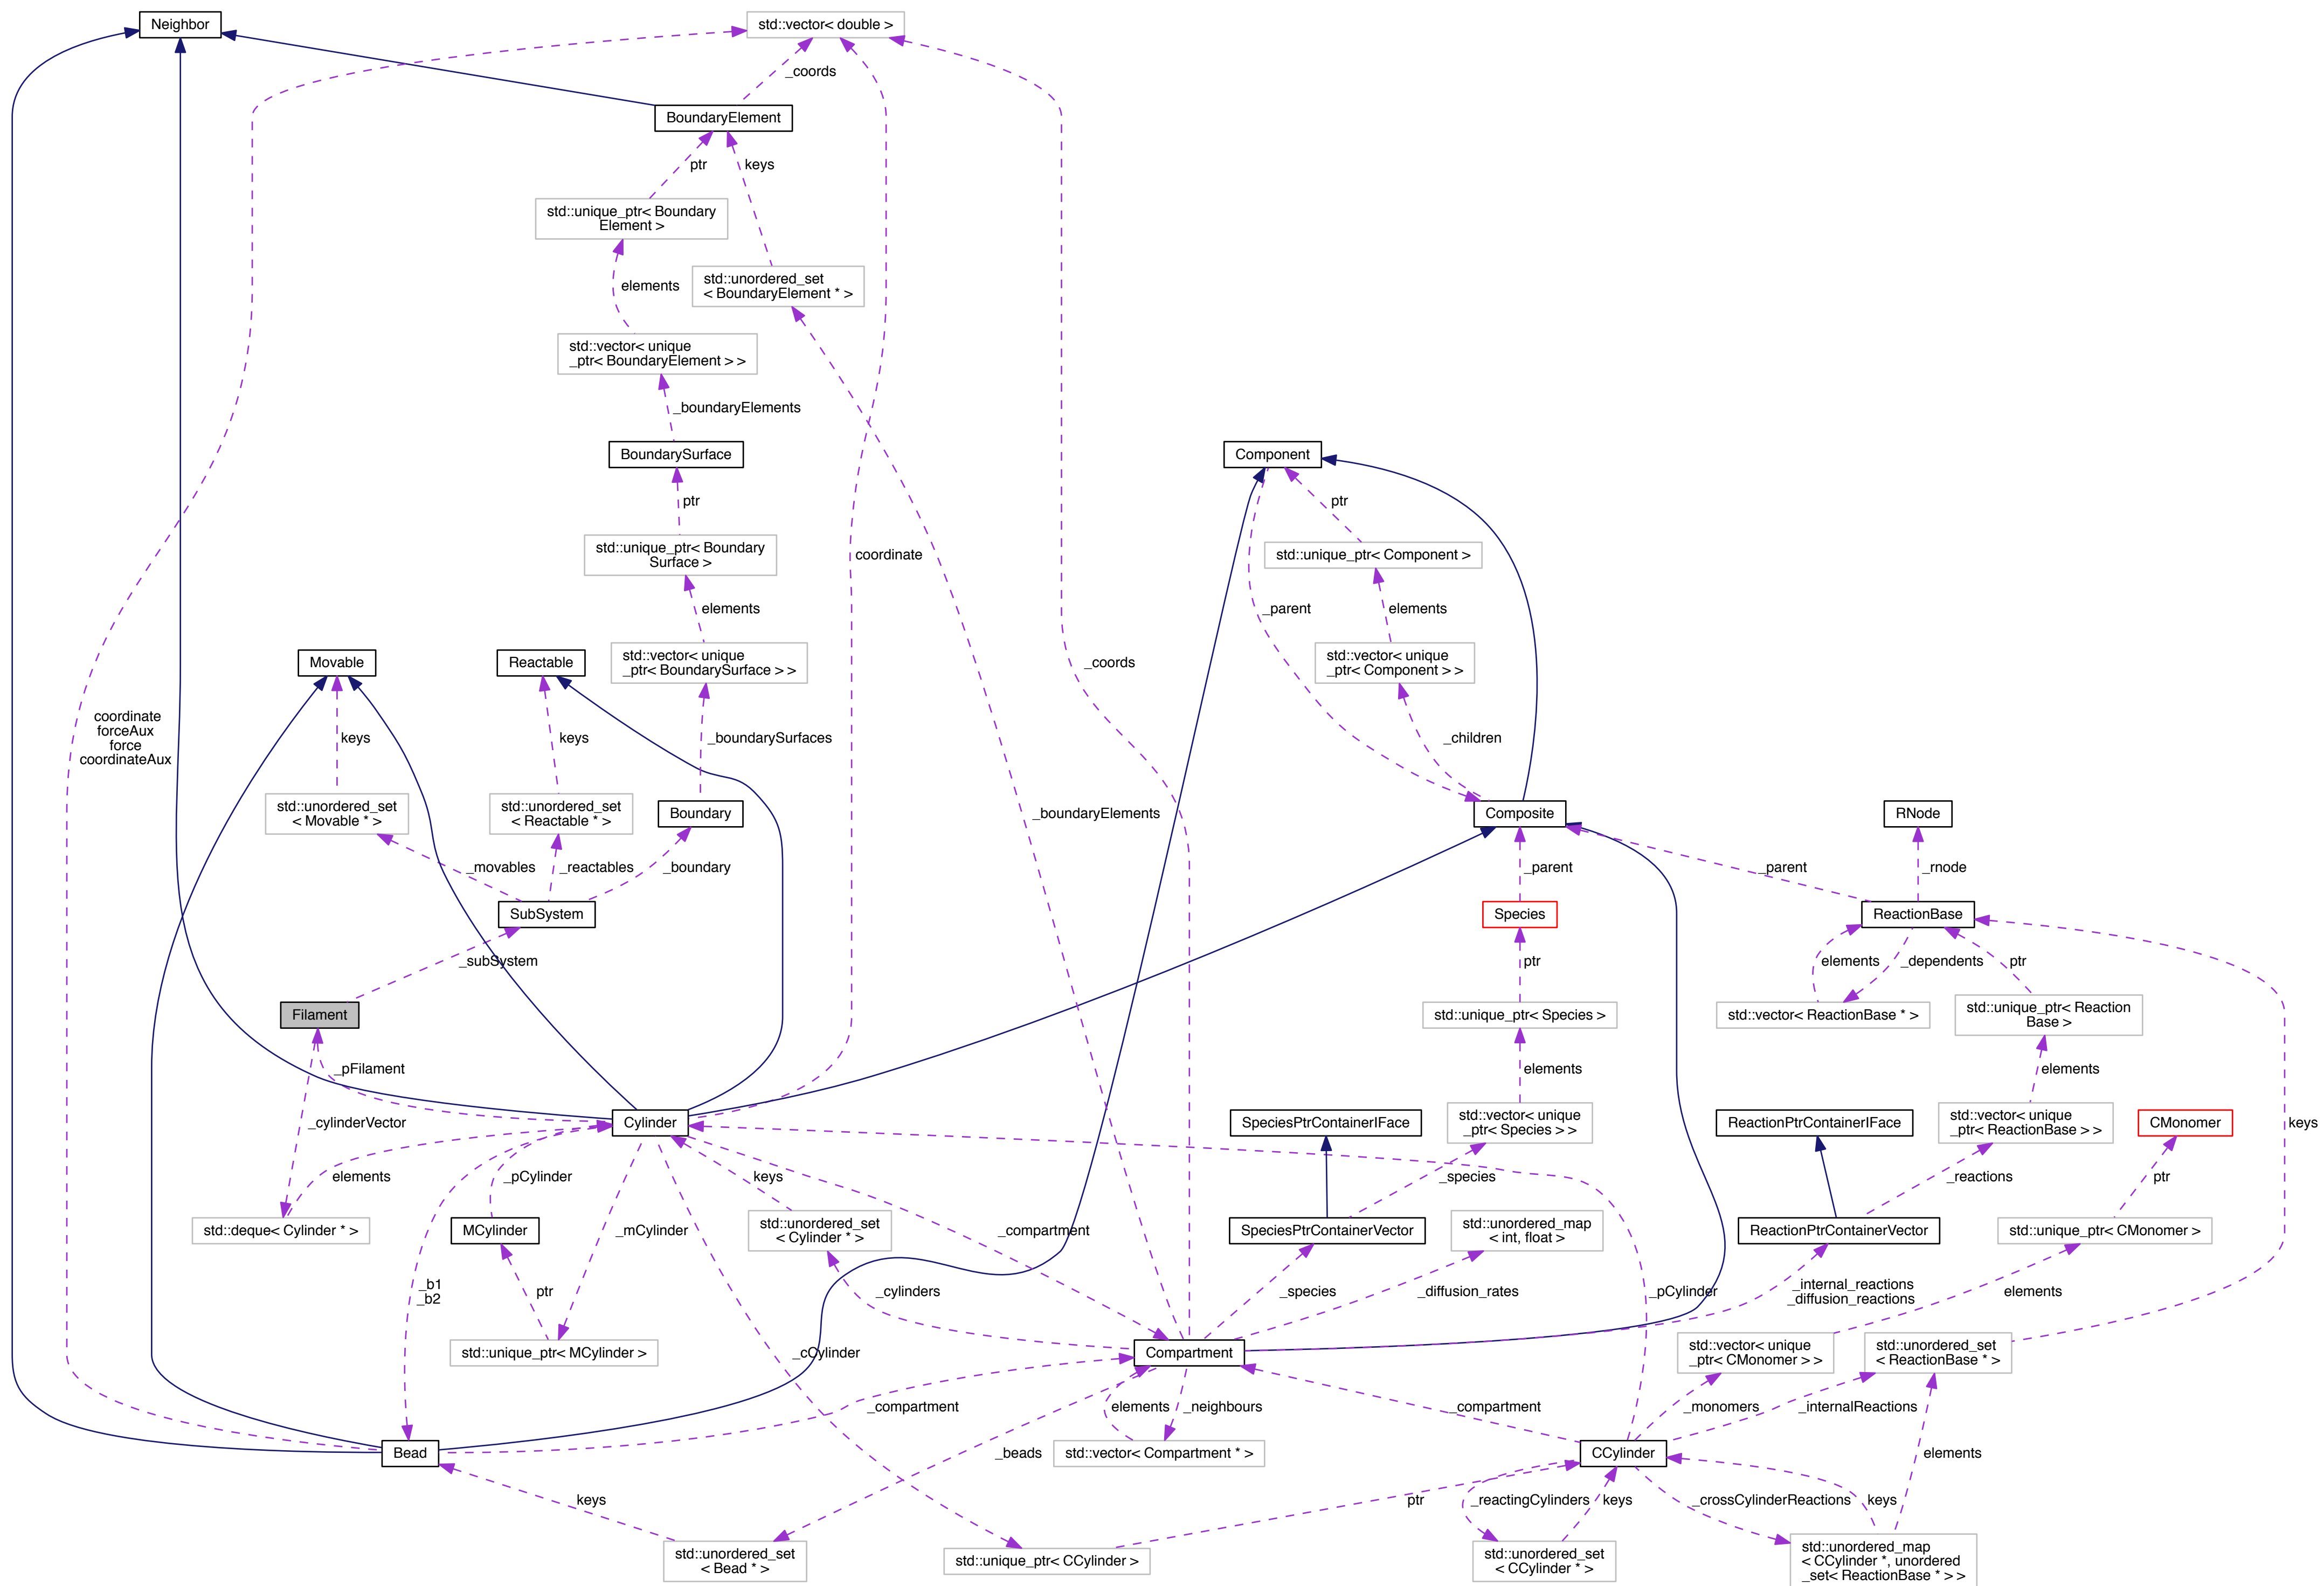 Neighbor
std::vector< double >
_coords
BoundaryElement
ptr
keys
std::unique_ptr< Boundary
Element >
std::unordered_set
< BoundaryElement * >
elements
std::vector< unique
_ptr< BoundaryElement > >
_boundaryElements
BoundarySurface
Component
ptr
ptr
std::unique_ptr< Boundary
Surface >
coordinate
std::unique_ptr< Component >
elements
_parent
elements
Movable
Reactable
std::vector< unique
_ptr< BoundarySurface > >
_coords
std::vector< unique
_ptr< Component > >
coordinate
forceAux
force
coordinateAux
keys
keys
_boundarySurfaces
_children
std::unordered_set
< Movable * >
std::unordered_set
< Reactable * >
Boundary
_boundaryElements
Composite
RNode
_movables
_reactables
_boundary
_parent
_parent
_rnode
SubSystem
Species
ReactionBase
_subSystem
ptr
elements
_dependents
ptr
Filament
std::unique_ptr< Species >
std::vector< ReactionBase * >
std::unique_ptr< Reaction
Base >
_pFilament
elements
elements
_cylinderVector
Cylinder
SpeciesPtrContainerIFace
std::vector< unique
_ptr< Species > >
ReactionPtrContainerIFace
std::vector< unique
_ptr< ReactionBase > >
CMonomer
keys
elements
_pCylinder
keys
_species
_reactions
ptr
std::deque< Cylinder * >
MCylinder
_mCylinder
std::unordered_set
< Cylinder * >
_compartment
SpeciesPtrContainerVector
std::unordered_map
< int, float >
ReactionPtrContainerVector
std::unique_ptr< CMonomer >
_b1
_b2
ptr
_cylinders
_species
_diffusion_rates
_pCylinder
_internal_reactions
_diffusion_reactions
elements
std::unique_ptr< MCylinder >
_cCylinder
Compartment
std::vector< unique
_ptr< CMonomer > >
std::unordered_set
< ReactionBase * >
_compartment
elements
_neighbours
_compartment
_monomers
_internalReactions
Bead
_beads
std::vector< Compartment * >
CCylinder
elements
keys
ptr
_reactingCylinders
keys
_crossCylinderReactions
keys
std::unordered_set
< Bead * >
std::unique_ptr< CCylinder >
std::unordered_set
< CCylinder * >
std::unordered_map
< CCylinder *, unordered
_set< ReactionBase * > >